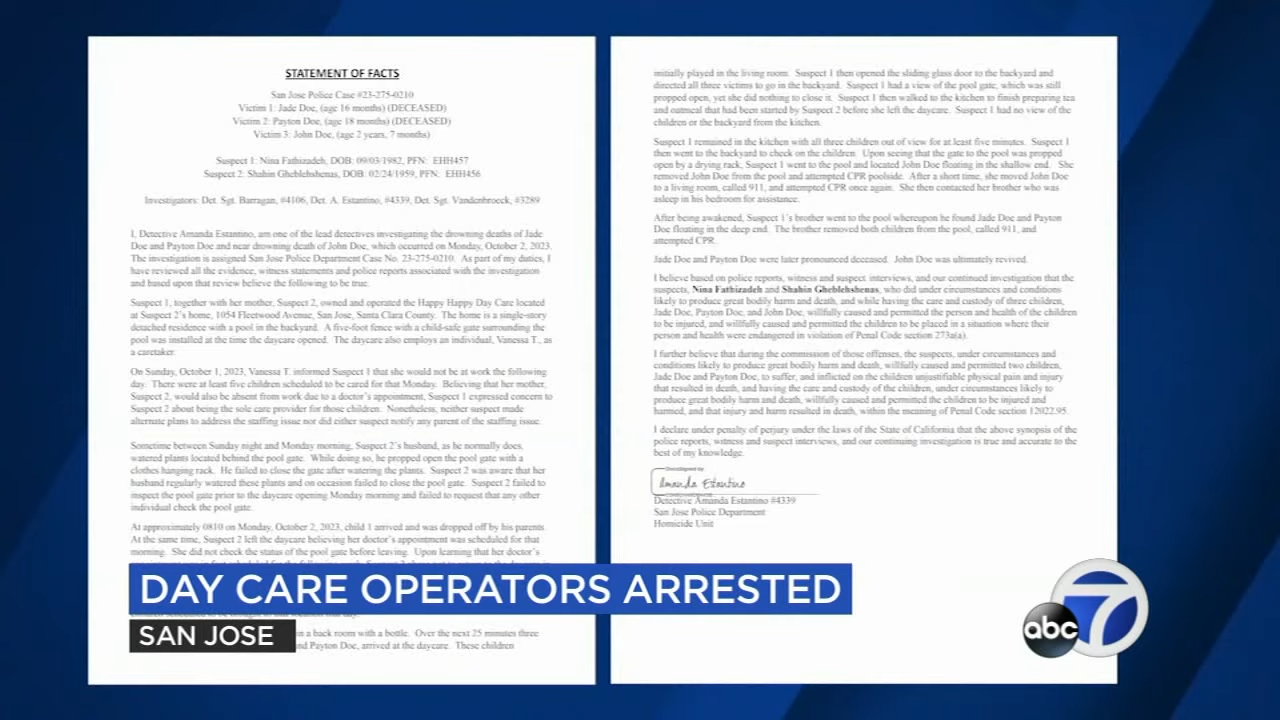 STATEMENT OF FACTS
San Jose Police Case #23-275-0210
Victim 1: Jade Doe, (age 16 months) (DECEASED)
Victim 2: Payton Doe, (age 18 months) (DECEASED)
Victim 3: John Doe, (age 2 years, 7 months)
Suspect 1: Nina Fathizadeh, DOB: 09/03/1982, PFN: EHH457
Suspect 2: Shahin Gheblehshenas, DOB: 02/24/1959, PFN: EHH456
Investigators: Det. Sgt. Barragan, #4106, Det. A. Estantino, #4339, Det. Sgt. Vandenbroeck, #3289
I, Detective Amanda Estantino, am one of the lead detectives investigating the drowning deaths of Jade
Doe and Payton Doe and near drowning death of John Doe, which occurred on Monday, October 2, 2023.
The investigation is assigned San Jose Police Department Case No. 23-275-0210. As part of my duties, I
have reviewed all the evidence, witness statements and police reports associated with the investigation
and based upon that review believe the following to be true.
Suspect 1, together with her mother, Suspect 2, owned and operated the Happy Happy Day Care located
at Suspect 2's home, 1054 Fleetwood Avenue, San Jose, Santa Clara County. The home is a single-story
detached residence with a pool in the backyard. A five-foot fence with a child-safe gate surrounding the
pool was installed at the time the daycare opened. The daycare also employs an individual, Vanessa T., as
a caretaker.
On Sunday, October 1, 2023, Vanessa T. informed Suspect 1 that she would not be at work the following
day. There were at least five children scheduled to be cared for that Monday. Believing that her mother,
Suspect 2, would also be absent from work due to a doctor's appointment, Suspect 1 expressed concern to
Suspect 2 about being the sole care provider for those children. Nonetheless, neither suspect made
alternate plans to address the staffing issue nor did either suspect notify any parent of the staffing issue.
Sometime between Sunday night and Monday morning, Suspect 2's husband, as he normally does,
watered plants located behind the pool gate. While doing so, he propped open the pool gate with a
clothes hanging rack. He failed to close the gate after watering the plants. Suspect 2 was aware that her
husband regularly watered these plants and on occasion failed to close the pool gate. Suspect 2 failed to
inspect the pool gate prior to the daycare opening Monday morning and failed to request that any other
individual check the pool gate.
At approximately 0810 on Monday, October 2, 2023, child 1 arrived and was dropped off by his parents.
At the same time, Suspect 2 left the daycare believing her doctor's appointment was scheduled for that
morning. She did not check the status of the pool gate before leaving. Upon learning that her doctor's
in a back room with a bottle. Over the next 25 minutes three
nd Payton Doe, arrived at the daycare. These children
initially played in the living room. Suspect 1 then opened the sliding glass door to the backyard and
directed all three victims to go in the backyard. Suspect 1 had a view of the pool gate, which was still
propped open, yet she did nothing to close it. Suspect 1 then walked to the kitchen to finish preparing tea
and oatmeal that had been started by Suspect 2 before she left the daycare. Suspect 1 had no view of the
children or the backyard from the kitchen.
Suspect 1 remained in the kitchen with all three children out of view for at least five minutes. Suspect 1
then went to the backyard to check on the children. Upon seeing that the gate to the pool was propped
open by a drying rack, Suspect 1 went to the pool and located John Doe floating in the shallow end. She
removed John Doe from the pool and attempted CPR poolside. After a short time, she moved John Doe
to a living room, called 911, and attempted CPR once again. She then contacted her brother who was
asleep in his bedroom for assistance.
After being awakened, Suspect 1's brother went to the pool whereupon he found Jade Doe and Payton
Doe floating in the deep end. The brother removed both children from the pool, called 911, and
attempted CPR.
Jade Doe and Payton Doe were later pronounced deceased. John Doe was ultimately revived.
I believe based on police reports, witness and suspect interviews, and our continued investigation that the
suspects, Nina Fathizadeh and Shahin Gheblehshenas, who did under circumstances and conditions
likely to produce great bodily harm and death, and while having the care and custody of three children,
Jade Doe, Payton Doe, and John Doe, willfully caused and permitted the person and health of the children
to be injured, and willfully caused and permitted the children to be placed in a situation where their
person and health were endangered in violation of Penal Code section 273a(a).
I further believe that during the commission of those offenses, the suspects, under circumstances and
conditions likely to produce great bodily harm and death, willfully caused and permitted two children,
Jade Doe and Payton Doe, to suffer, and inflicted on the children unjustifiable physical pain and injury
that resulted in death, and having the care and custody of the children, under circumstances likely to
produce great bodily harm and death, willfully caused and permitted the children to be injured and
harmed, and that injury and harm resulted in death, within the meaning of Penal Code section 12022.95.
I declare under penalty of perjury under the laws of the State of California that the above synopsis of the
police reports, witness and suspect interviews, and our continuing investigation is true and accurate to the
best of my knowledge.
DocuSigned by:
Amanda Estantino
Detective Amanda Estantino #4339
San Jose Police Department
Homicide Unit
DAY CARE OPERATORS ARRESTED
SAN JOSE
abc 7